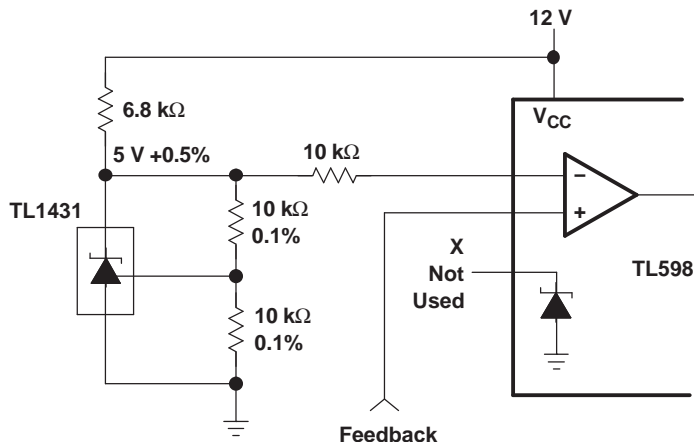 12 V
6.8 kΩ
VCC
5 V +0.5%
10 kΩ
−
TL1431
10 kΩ
0.1%
+
X
Not
Used
TL598
10 kΩ
0.1%
Feedback